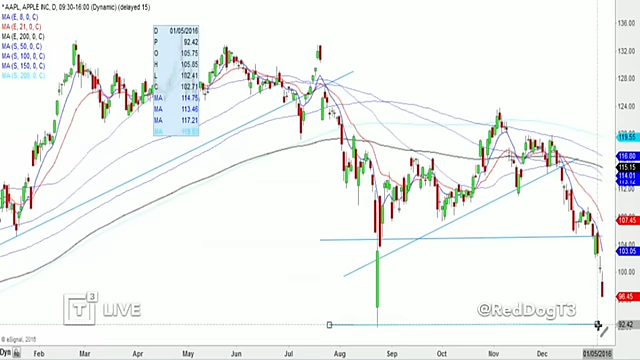 *AAPL, APPLE INC, D, 09:30-16:00 (Dynamic) (delayed 15)
MA (E, 8, 0, C)
MA (E, 21, 0, C)
MA (E, 200, 0, C)
MA (S, 50, 0, C)
MA (S, 100, 0, C)
MA (S, 150, 0, C)
MA (S, 200, 0, C)
D 01/05/2016
P 92.42
O 105.75
H 105.85
L 102.41
C 102.71
P 114.75
MA 113.46
MA 117.21
136.00
132.00
128.00
124.00
119.55
116.80
115.15
114.01
107.45
103.05
100.00
96.45
92.42
88.00
T3 LIVE
@RedDogT3
© eSignal, 2016
Dyn
Feb Mar Apr May Jun Jul Aug Sep Oct Nov Dec 01/05/2016